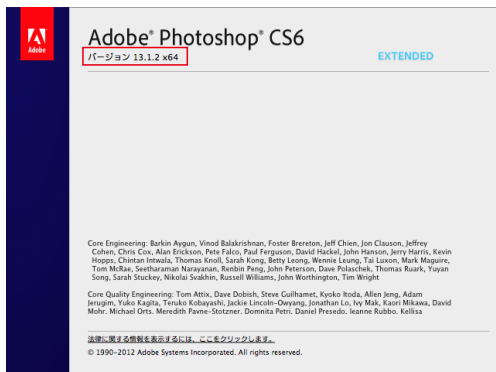 Adobe
Adobe® Photoshop® CS6
バージョン 13.1.2 x64
EXTENDED
Core Engineering: Barkin Aygun, Vinod Balakrishnan, Foster Brereton, Jeff Chien, Jon Clauson, Jeffrey
Cohen, Chris Cox, Alan Erickson, Pete Falco, Paul Ferguson, David Hackel, John Hanson, Jerry Harris, Kevin
Hopps, Chintan Intwala, Thomas Knoll, Sarah Kong, Betty Leong, Wennie Leung, Tai Luxon, Mark Maguire,
Tom McRae, Seetharaman Narayanan, Renbin Peng, John Peterson, Dave Polaschek, Thomas Ruark, Yuyan
Song, Sarah Stuckey, Nikolai Svakhin, Russell Williams, John Worthington, Tim Wright
Core Quality Engineering: Tom Attix, Dave Dobish, Steve Guilhamet, Kyoko Itoda, Allen Jeng, Adam
Jerugim, Yuko Kagita, Teruko Kobayashi, Jackie Lincoln-Owyang, Jonathan Lo, Ivy Mak, Kaori Mikawa, David
Mohr, Michael Orts, Meredith Payne-Stotzner, Domnita Petri, Daniel Presedo, Jeanne Rubbo, Kellisa
法律に関する情報を表示するには、ここをクリックします。
© 1990-2012 Adobe Systems Incorporated. All rights reserved.